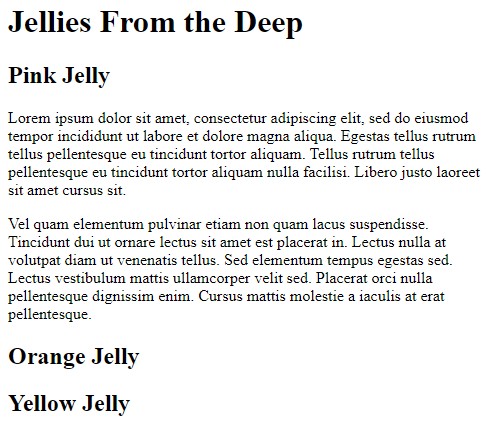 Jellies From the Deep
Pink Jelly
Lorem ipsum dolor sit amet, consectetur adipiscing elit, sed do eiusmod
tempor incididunt ut labore et dolore magna aliqua. Egestas tellus rutrum
tellus pellentesque eu tincidunt tortor aliquam. Tellus rutrum tellus
pellentesque eu tincidunt tortor aliquam nulla facilisi. Libero justo laoreet
sit amet cursus sit.
Vel quam elementum pulvinar etiam non quam lacus suspendisse.
Tincidunt dui ut ornare lectus sit amet est placerat in. Lectus nulla at
volutpat diam ut venenatis tellus. Sed elementum tempus egestas sed.
Lectus vestibulum mattis ullamcorper velit sed. Placerat orci nulla
pellentesque dignissim enim. Cursus mattis molestie a iaculis at erat
pellentesque.
Orange Jelly
Yellow Jelly